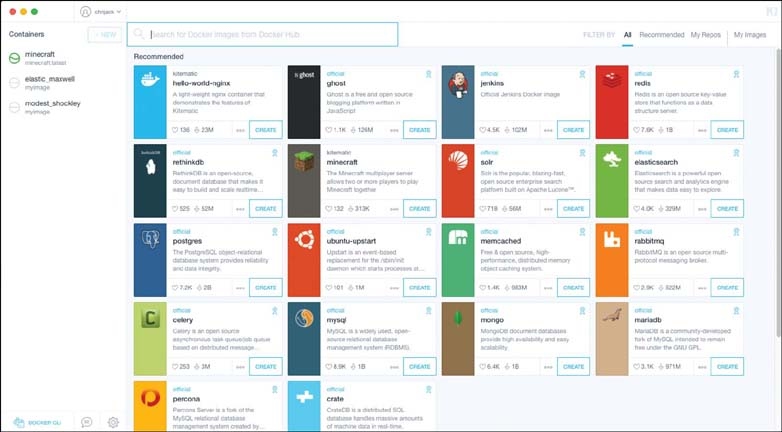 chrijack
Containers
+ NEW
minecraft
minecraft:latest
elastic_maxwell
myimage
modest_shockley
myimage
DOCKER CLI
Search for Docker images from Docker Hub
FILTER BY All Recommended My Repos My Images
Recommended
kitematic
hello-world-nginx
A light-weight nginx container that
demonstrates the features of
Kitematic
136 23M
CREATE
official
is ghost
ghost
Ghost is a free and open source
blogging platform written in
JavaScript
1.1K 126M
CREATE
official
jenkins
Official Jenkins Docker image
4.5K 102M
CREATE
official
redis
Redis is an open source key-value
store that functions as a data
structure server.
7.6K 1B
CREATE
official
rethinkdb
RethinkDB is an open-source,
document database that makes it
easy to build and scale realtime...
525 52M
CREATE
kitematic
minecraft
The Minecraft multiplayer server
allows two or more players to play
Minecraft together
132 313K
CREATE
official
solr
Solr is the popular, blazing-fast,
open source enterprise search
platform built on Apache Lucene™.
718 56M
CREATE
official
elasticsearch
Elasticsearch is a powerful open
source search and analytics engine
that makes data easy to explore.
4.0K 329M
CREATE
official
postgres
The PostgreSQL object-relational
database system provides reliability
and data integrity.
7.2K 2B
CREATE
official
ubuntu-upstart
Upstart is an event-based
replacement for the /sbin/init
daemon which starts processes at...
101 1M
CREATE
official
memcached
Free & open source, high-
performance, distributed memory
object caching system.
1.4K 983M
CREATE
official
rabbitmq
RabbitMQ is an open source multi-
protocol messaging broker.
2.9K 822M
CREATE
official
celery
Celery is an open source
asynchronous task queue/job queue
based on distributed message...
253 3M
CREATE
official
mysql
MySQL is a widely used, open-
source relational database
management system (RDBMS).
8.9K 1B
CREATE
official
mongo
MongoDB document databases
provide high availability and easy
scalability
6.4K 1B
CREATE
official
mariadb
MariaDB is a community-developed
fork of MySQL intended to remain
free under the GNU GPL.
3.1K 971M
CREATE
official
percona
Percona Server is a fork of the
MySQL relational database
management system created by...
official
crate
CrateDB is a distributed SQL
database handles massive amounts
of machine data in real-time.